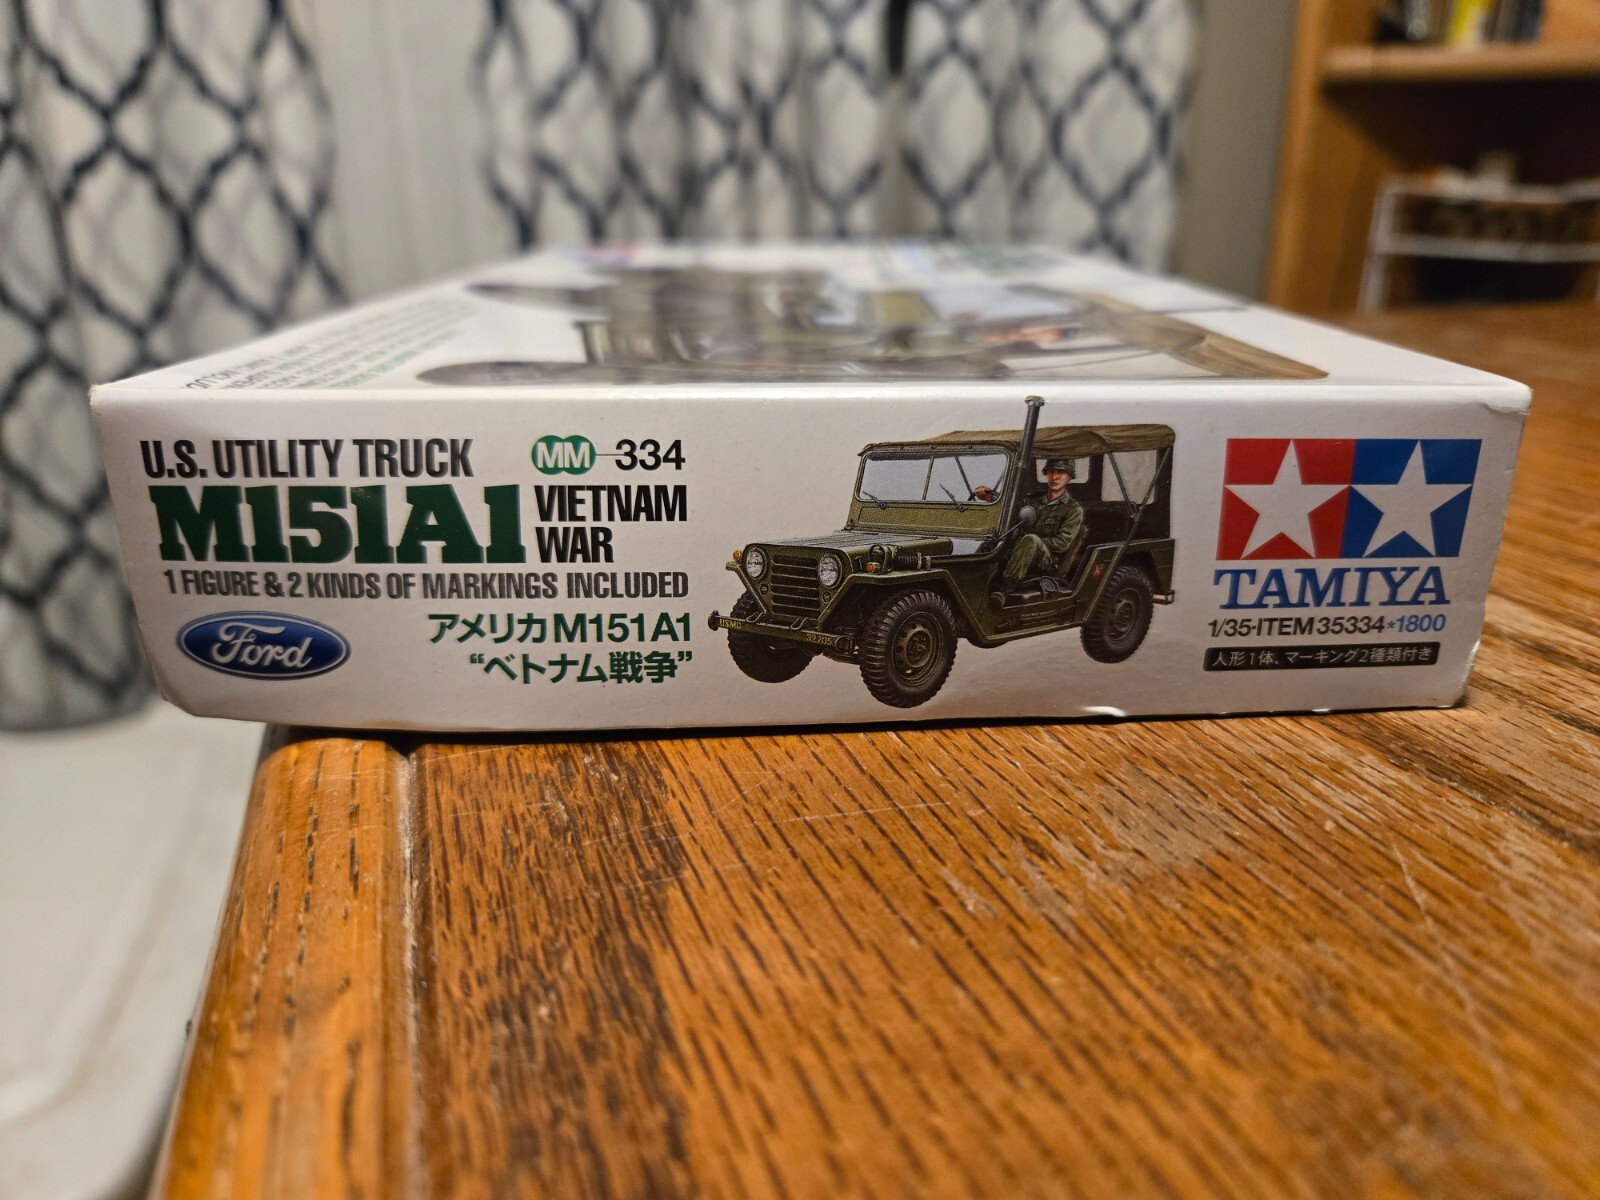 U.S. UTILITY TRUCK
MM 334
M151A1 VIETNAM WAR
1 FIGURE & 2 KINDS OF MARKINGS INCLUDED
Ford
アメリカ M151A1
“ベトナム戦争”
USMC
TAMIYA
1/35·ITEM 35334*1800
人形1体、マーキング2種類付き